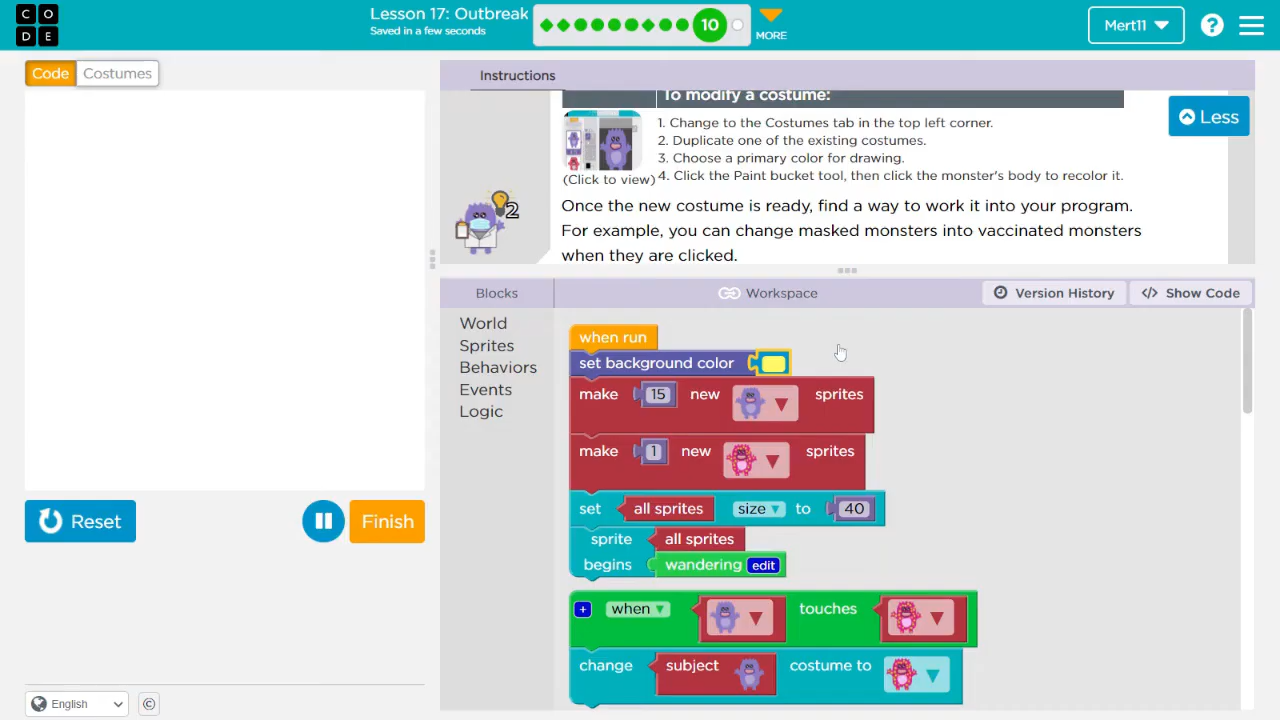 C O
D E
Lesson 17: Outbreak
Saved in a few seconds
10
MORE
Mert11
?
Code
Costumes
Instructions
To modify a costume:
1. Change to the Costumes tab in the top left corner.
2. Duplicate one of the existing costumes.
3. Choose a primary color for drawing.
(Click to view) 4. Click the Paint bucket tool, then click the monster's body to recolor it.
Less
2
Once the new costume is ready, find a way to work it into your program.
For example, you can change masked monsters into vaccinated monsters
when they are clicked.
Blocks
Workspace
Version History
</> Show Code
World
Sprites
Behaviors
Events
Logic
when run
set background color
make 15 new sprites
make 1 new sprites
set all sprites size to 40
sprite all sprites
begins wandering edit
+ when touches
change subject costume to
Reset
Finish
English
©